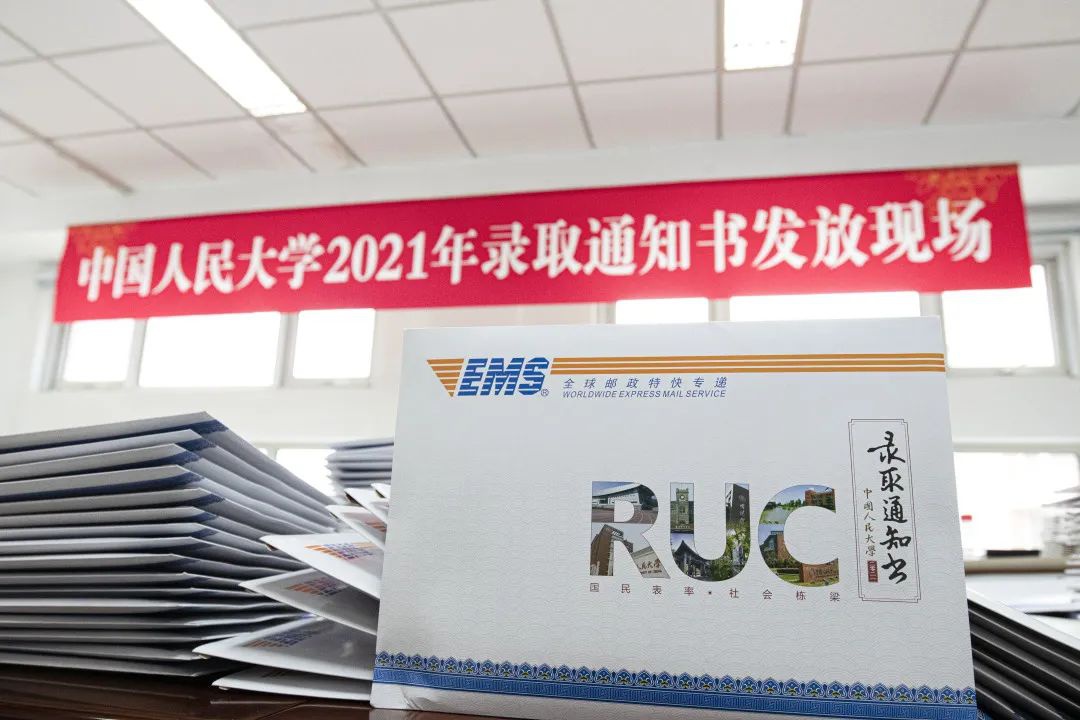 中国人民大学2021年录取通知书发放现场
EMS®
全球邮政特快专递
WORLDWIDE EXPRESS MAIL SERVICE
RUC
国民表率·社会栋梁
录取通知书
中国人民大学